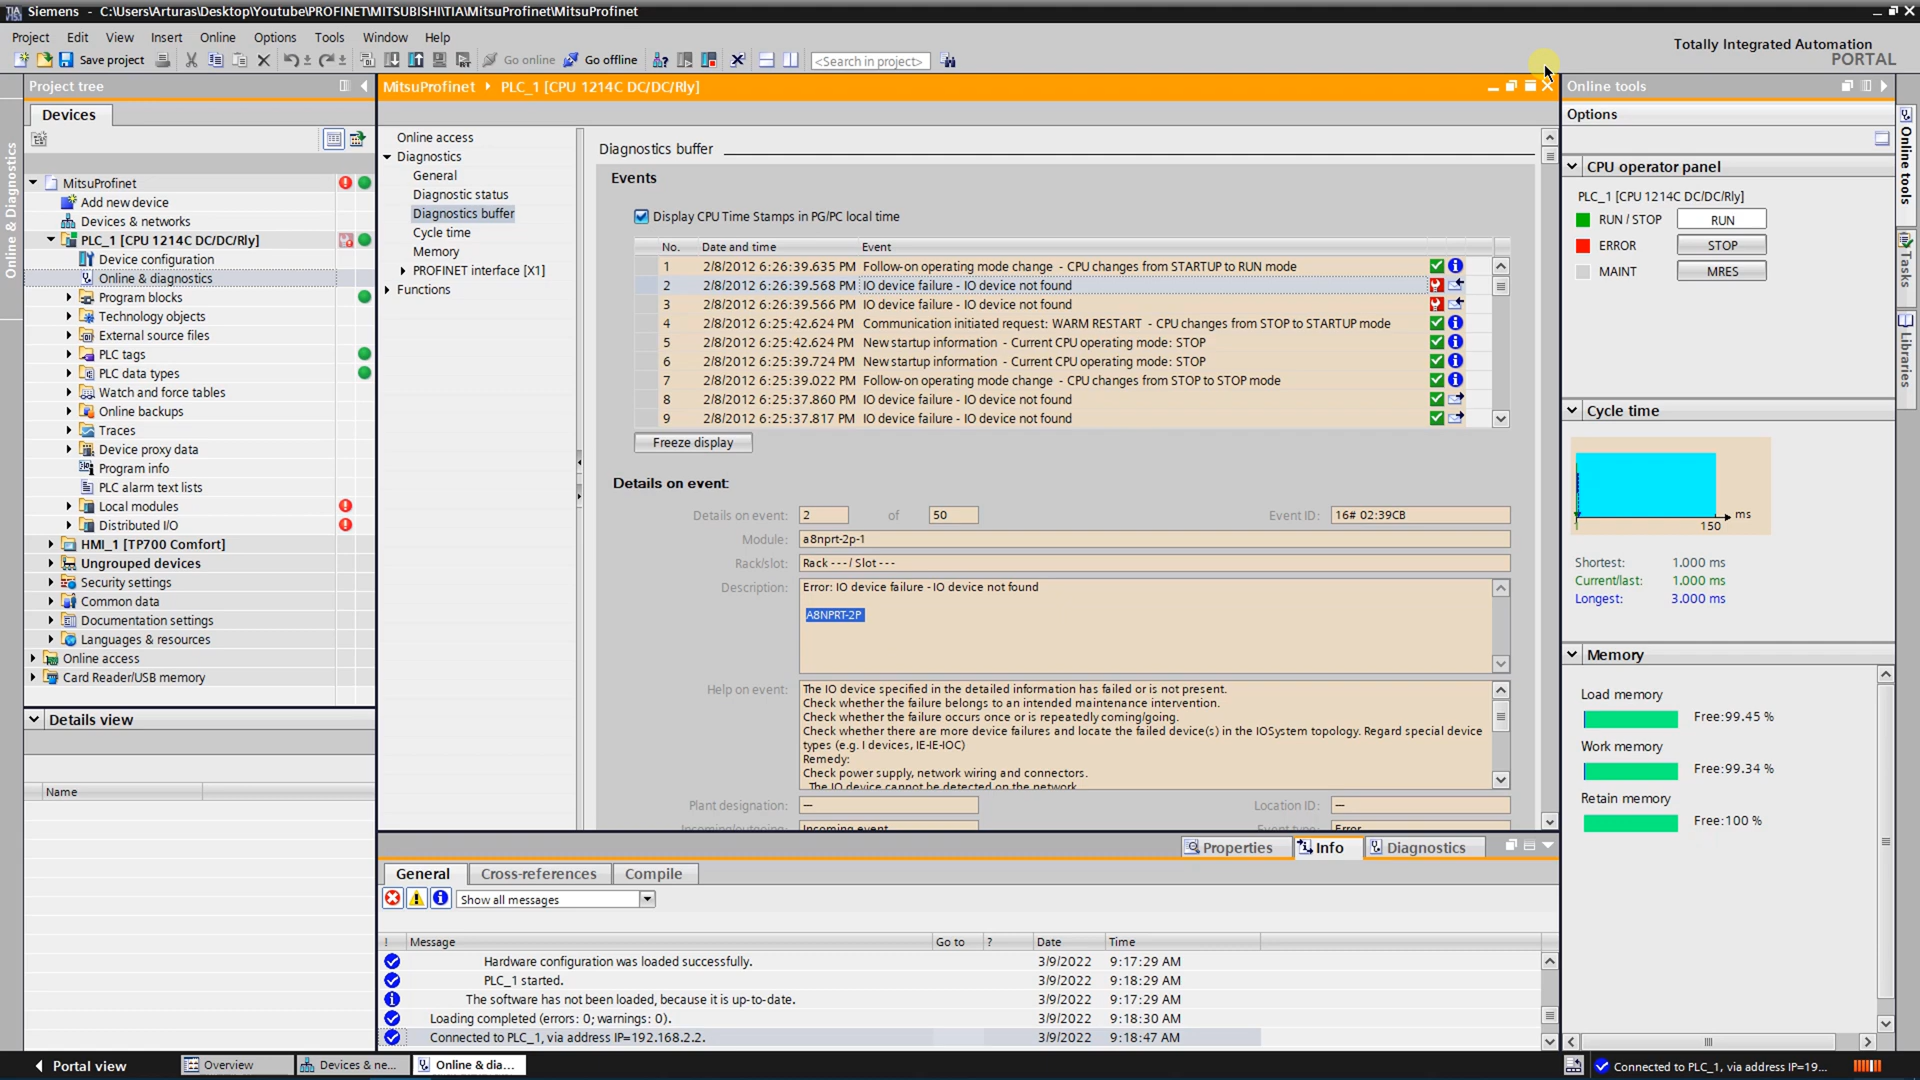 Siemens - C:\Users\Arturas\Desktop\Youtube\PROFINET\MITSUBISHI\TIA\MitsuProfinet\MitsuProfinet
Project Edit View Insert Online Options Tools Window Help
Totally Integrated Automation
PORTAL
Save project Go online Go offline <Search in project>
Project tree
MitsuProfinet PLC_1 [CPU 1214C DC/DC/Rly]
Online tools
Devices
Options
Online & Diagnostics
MitsuProfinet
Add new device
Devices & networks
PLC_1 [CPU 1214C DC/DC/Rly]
Device configuration
Online & diagnostics
Program blocks
Technology objects
External source files
PLC tags
PLC data types
Watch and force tables
Online backups
Traces
Device proxy data
Program info
PLC alarm text lists
Local modules
Distributed I/O
HMI_1 [TP700 Comfort]
Ungrouped devices
Security settings
Common data
Documentation settings
Languages & resources
Online access
Card Reader/USB memory
Details view
Name
Online access
Diagnostics
General
Diagnostic status
Diagnostics buffer
Cycle time
Memory
PROFINET interface [X1]
Functions
Diagnostics buffer
Events
Display CPU Time Stamps in PG/PC local time
No. Date and time Event
1 2/8/2012 6:26:39.635 PM Follow-on operating mode change - CPU changes from STARTUP to RUN mode
2 2/8/2012 6:26:39.568 PM IO device failure - IO device not found
3 2/8/2012 6:26:39.566 PM IO device failure - IO device not found
4 2/8/2012 6:25:42.624 PM Communication initiated request: WARM RESTART - CPU changes from STOP to STARTUP mode
5 2/8/2012 6:25:42.624 PM New startup information - Current CPU operating mode: STOP
6 2/8/2012 6:25:39.724 PM New startup information - Current CPU operating mode: STOP
7 2/8/2012 6:25:39.022 PM Follow-on operating mode change - CPU changes from STOP to STOP mode
8 2/8/2012 6:25:37.860 PM IO device failure - IO device not found
9 2/8/2012 6:25:37.817 PM IO device failure - IO device not found
Freeze display
Details on event:
Details on event: 2 of 50 Event ID: 16# 02:39CB
Module: a8nprt-2p-1
Rack/slot: Rack --- / Slot ---
Description: Error: IO device failure - IO device not found
A8NPRT-2P
Help on event: The IO device specified in the detailed information has failed or is not present.
Check whether the failure belongs to an intended maintenance intervention.
Check whether the failure occurs once or is repeatedly coming/going.
Check whether there are more device failures and locate the failed device(s) in the IOSystem topology. Regard special device
types (e.g. I devices, IE-IE-IOC)
Remedy:
Check power supply, network wiring and connectors.
The IO device cannot be detected on the network
Plant designation: — Location ID: —
Incoming/outgoing: Incoming event Event type: Error
Properties Info Diagnostics
General Cross-references Compile
Show all messages
! Message Go to ? Date Time
Hardware configuration was loaded successfully. 3/9/2022 9:17:29 AM
PLC_1 started. 3/9/2022 9:18:29 AM
The software has not been loaded, because it is up-to-date. 3/9/2022 9:17:29 AM
Loading completed (errors: 0; warnings: 0). 3/9/2022 9:18:30 AM
Connected to PLC_1, via address IP=192.168.2.2. 3/9/2022 9:18:47 AM
CPU operator panel
PLC_1 [CPU 1214C DC/DC/Rly]
RUN / STOP RUN
ERROR STOP
MAINT MRES
Cycle time
ms
1 150
Shortest: 1.000 ms
Current/last: 1.000 ms
Longest: 3.000 ms
Memory
Load memory
Free:99.45 %
Work memory
Free:99.34 %
Retain memory
Free:100 %
Online tools
Tasks
Libraries
Portal view Overview Devices & ne... Online & dia... Connected to PLC_1, via address IP=19...